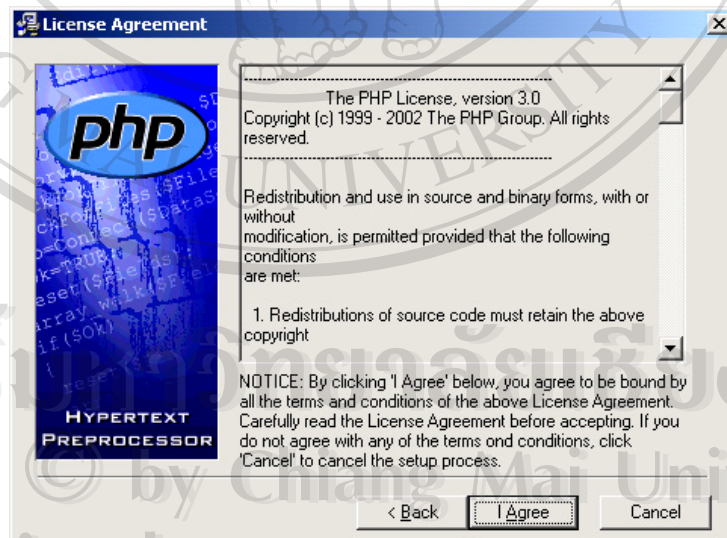 License Agreement
php
HYPERTEXT
PREPROCESSOR
The PHP License, version 3.0
Copyright (c) 1999 - 2002 The PHP Group. All rights
reserved.
Redistribution and use in source and binary forms, with or
without
modification, is permitted provided that the following
conditions
are met:
1. Redistributions of source code must retain the above
copyright
NOTICE: By clicking 'I Agree' below, you agree to be bound by
all the terms and conditions of the above License Agreement.
Carefully read the License Agreement before accepting. If you
do not agree with any of the terms ond conditions, click
'Cancel' to cancel the setup process.
< Back
I Agree
Cancel
UNIVERSITY
© by Chiang Mai Uni